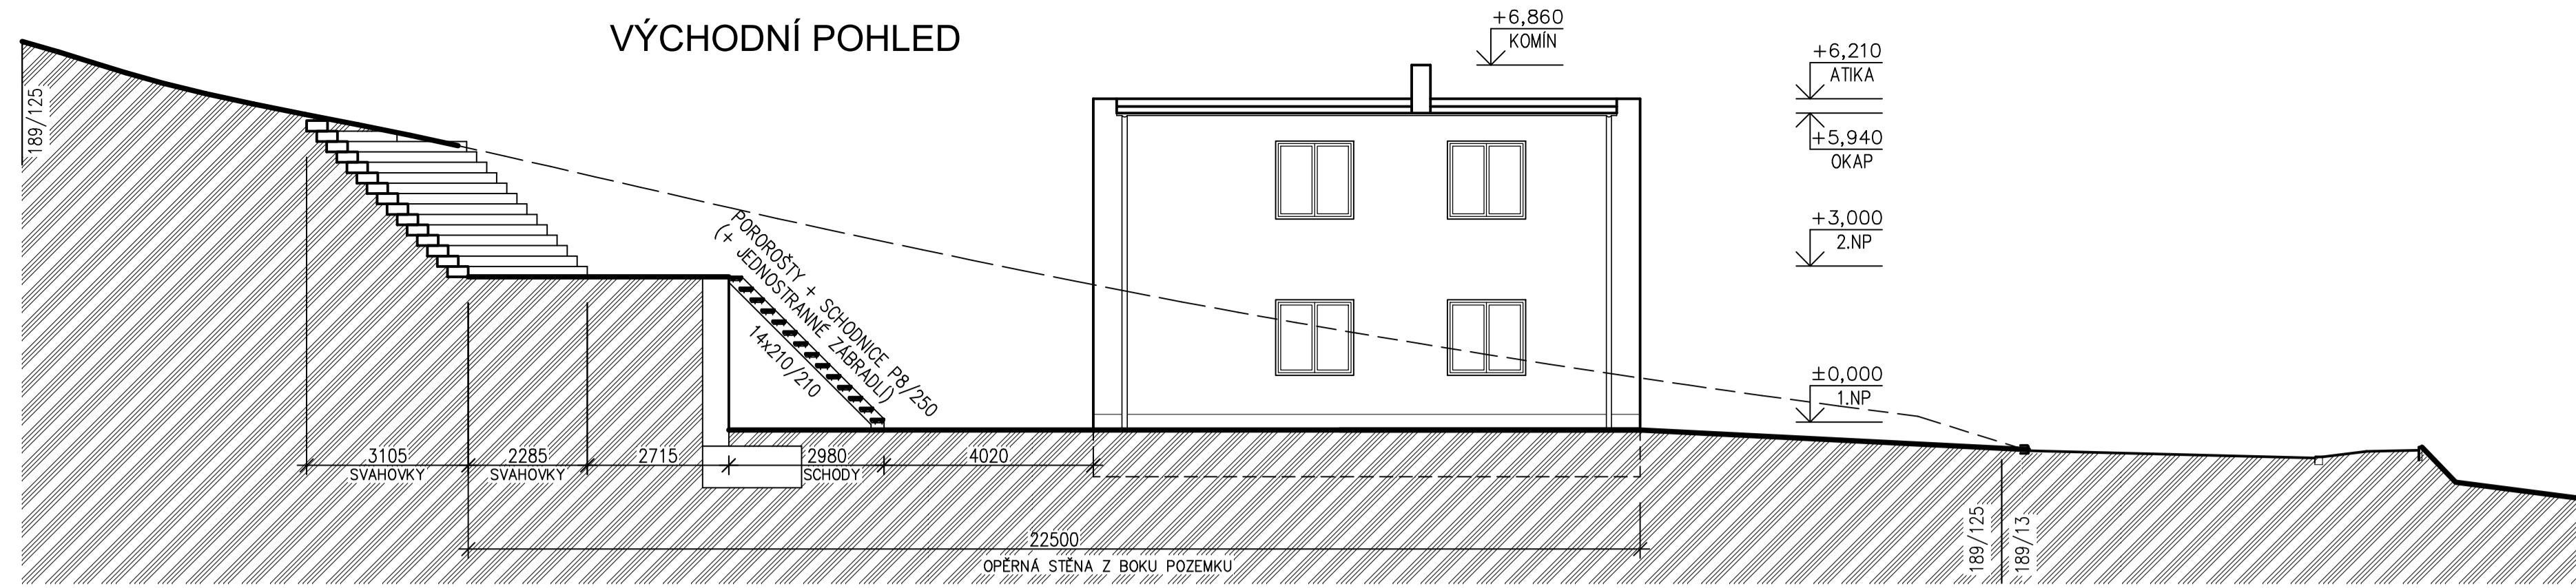 VÝCHODNÍ POHLED
+6,860
KOMÍN
+6,210
ATIKA
+5,940
OKAP
+3,000
2.NP
±0,000
1.NP
189/125
POROROŠTY + SCHODNICE P8/250
(+ JEDNOSTRANNÉ ZÁBRADLÍ)
14x210/210
3105
SVAHOVKY
2285
SVAHOVKY
2715
2980
SCHODY
4020
22500
OPĚRNÁ STĚNA Z BOKU POZEMKU
189/125
189/13